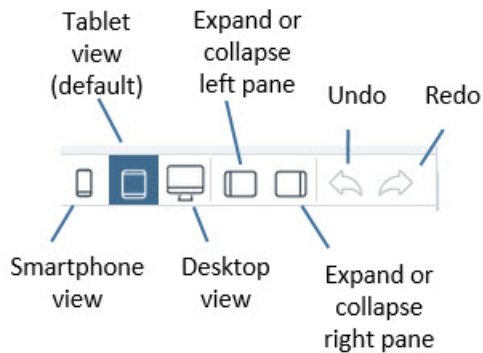 Tablet
view
(default)
Expand or
collapse
left pane
Undo
Redo
Smartphone
view
Desktop
view
Expand or
collapse
right pane